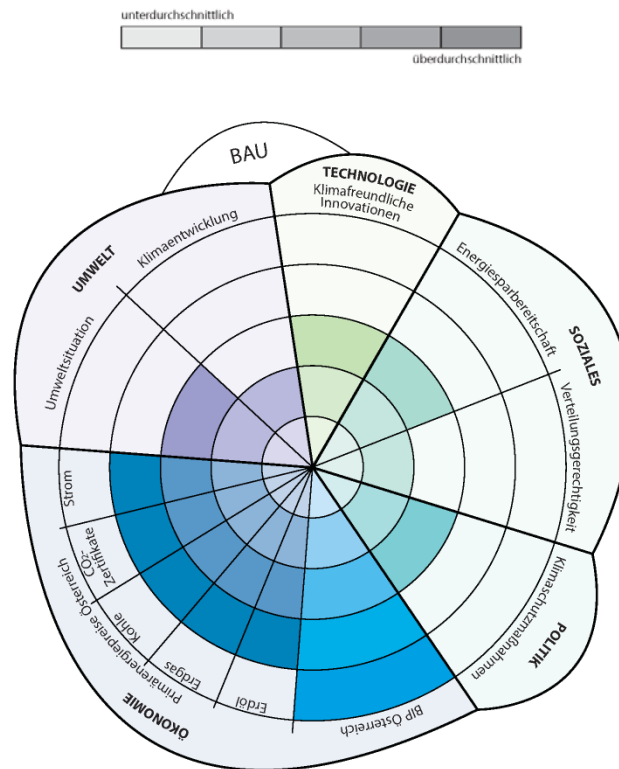 unterdurchschnittlich
überdurchschnittlich
BAU
TECHNOLOGIE
Klimafreundliche
Innovationen
Energiesparbereitschaft
SOZIALES
Verteilungsgerechtigkeit
Klimaschutzmaßnahmen
POLITIK
BIP Österreich
Erdöl
Erdgas
Kohle
CO₂-
Zertifikate
Strom
Primärenergiepreise Österreich
ÖKONOMIE
Umweltsituation
UMWELT
Klimaentwicklung